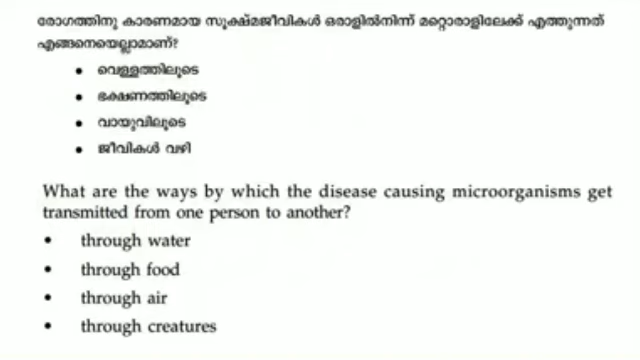 രോഗത്തിനു കാരണമായ സൂക്ഷ്മജീവികൾ ഒരാളിൽനിന്ന് മറ്റൊരാളിലേക്ക് എത്തുന്നത്
എങ്ങനെയെല്ലാമാണ്?
• വെള്ളത്തിലൂടെ
• ഭക്ഷണത്തിലൂടെ
• വായുവിലൂടെ
• ജീവികൾ വഴി
What are the ways by which the disease causing microorganisms get
transmitted from one person to another?
• through water
• through food
• through air
• through creatures